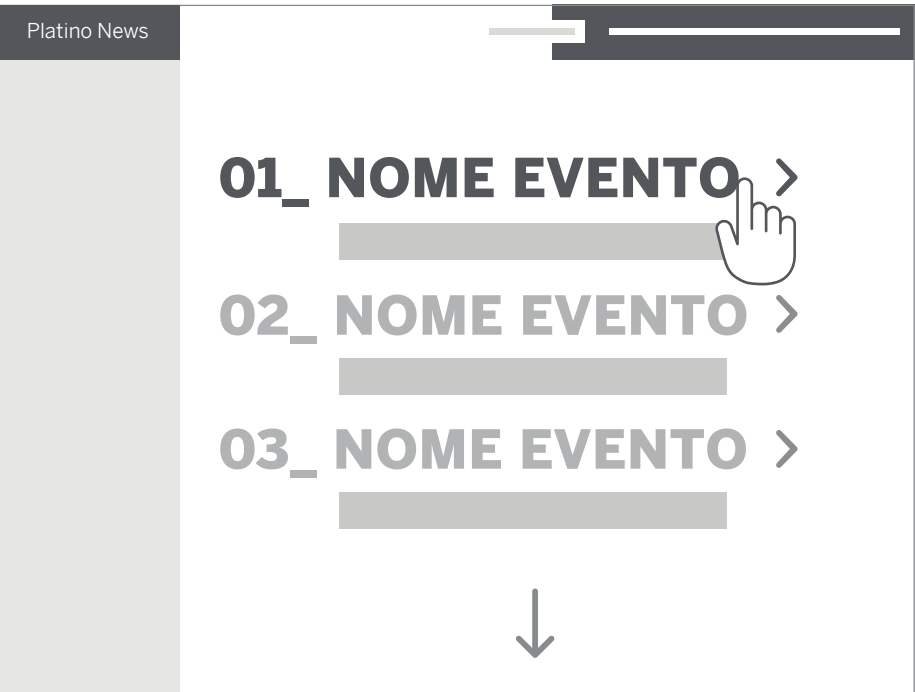 Platino News
01_ NOME EVENTO
02_ NOME EVENTO
03_ NOME EVENTO